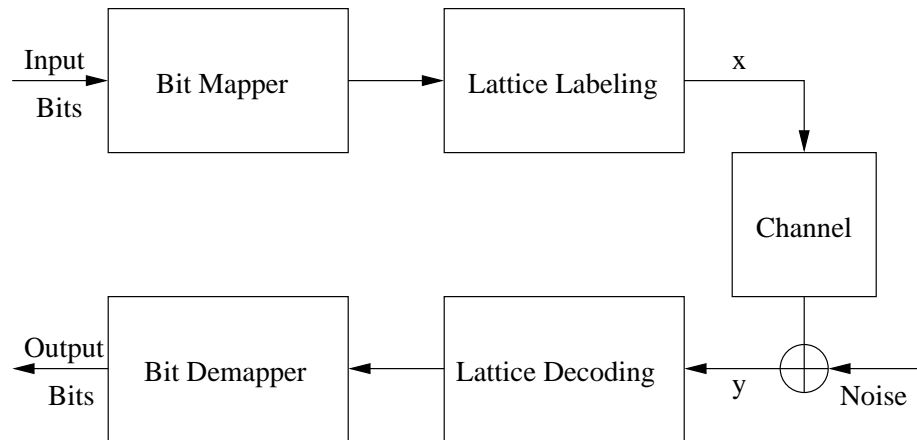 Input
Bits
Bit Mapper
Lattice Labeling
x
Channel
Output
Bits
Bit Demapper
Lattice Decoding
y
Noise